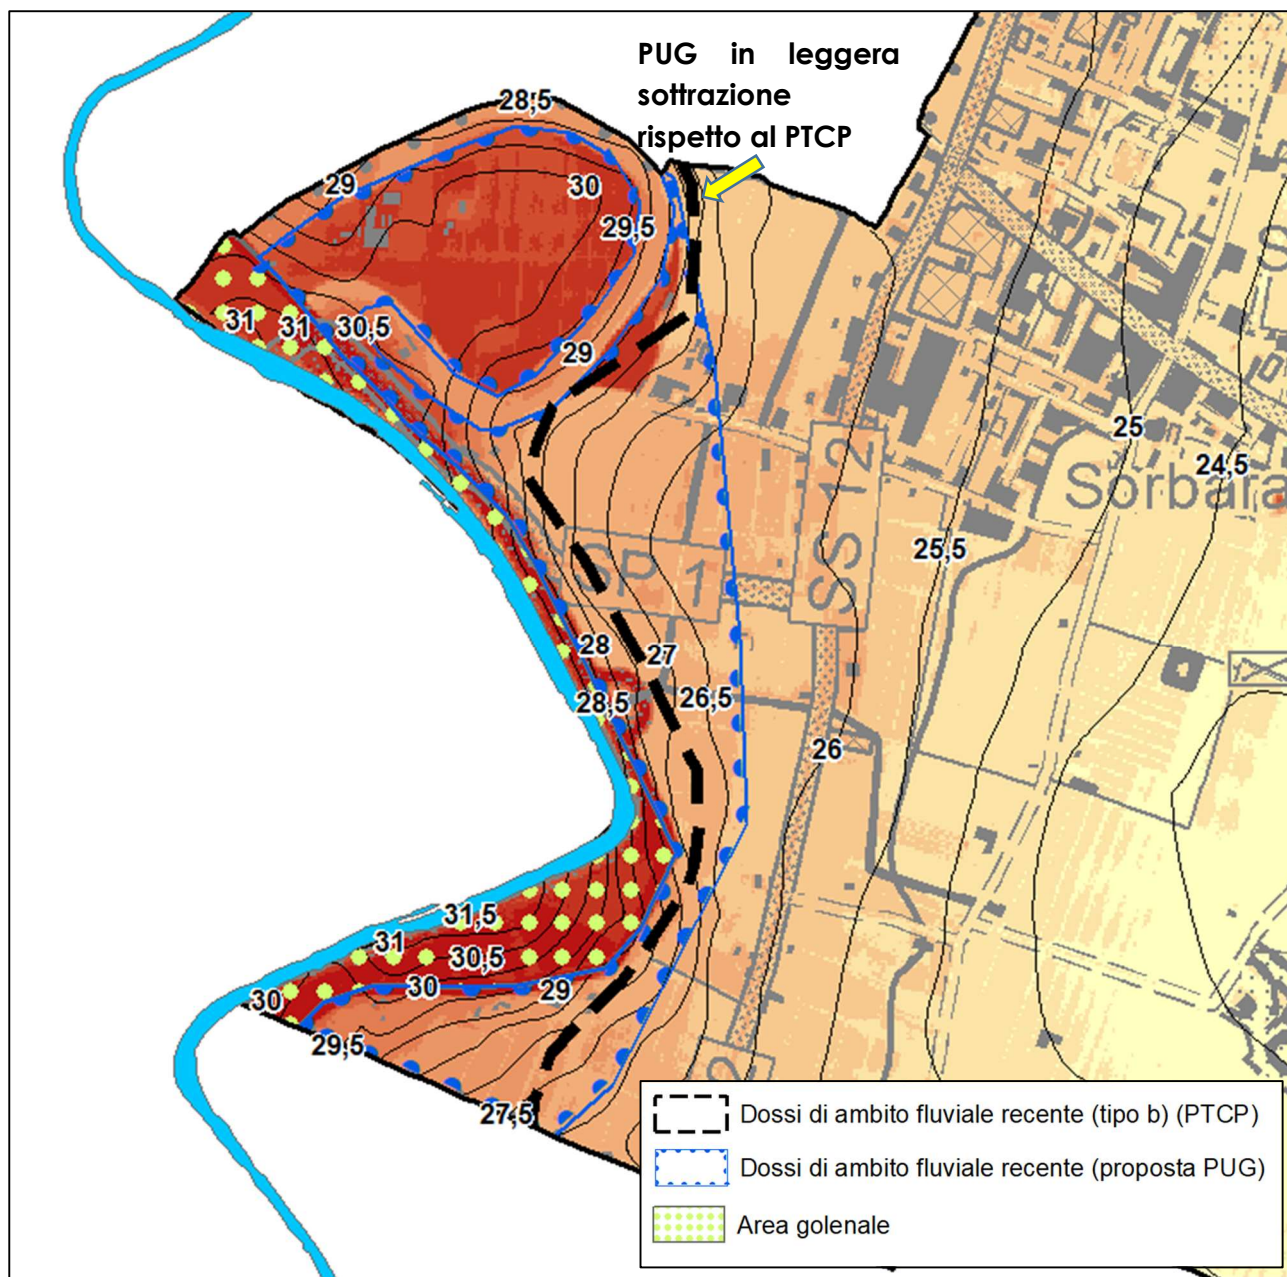 PUG in leggera
sottrazione
rispetto al PTCP
28,5
29
30
29,5
31
31
30,5
29
25
24,5
Sorbara
SS 12
25,5
SP 1
28
27
28,5
26,5
26
31,5
31
30,5
30
30
29
29,5
27,5
2
Dossi di ambito fluviale recente (tipo b) (PTCP)
Dossi di ambito fluviale recente (proposta PUG)
Area golenale